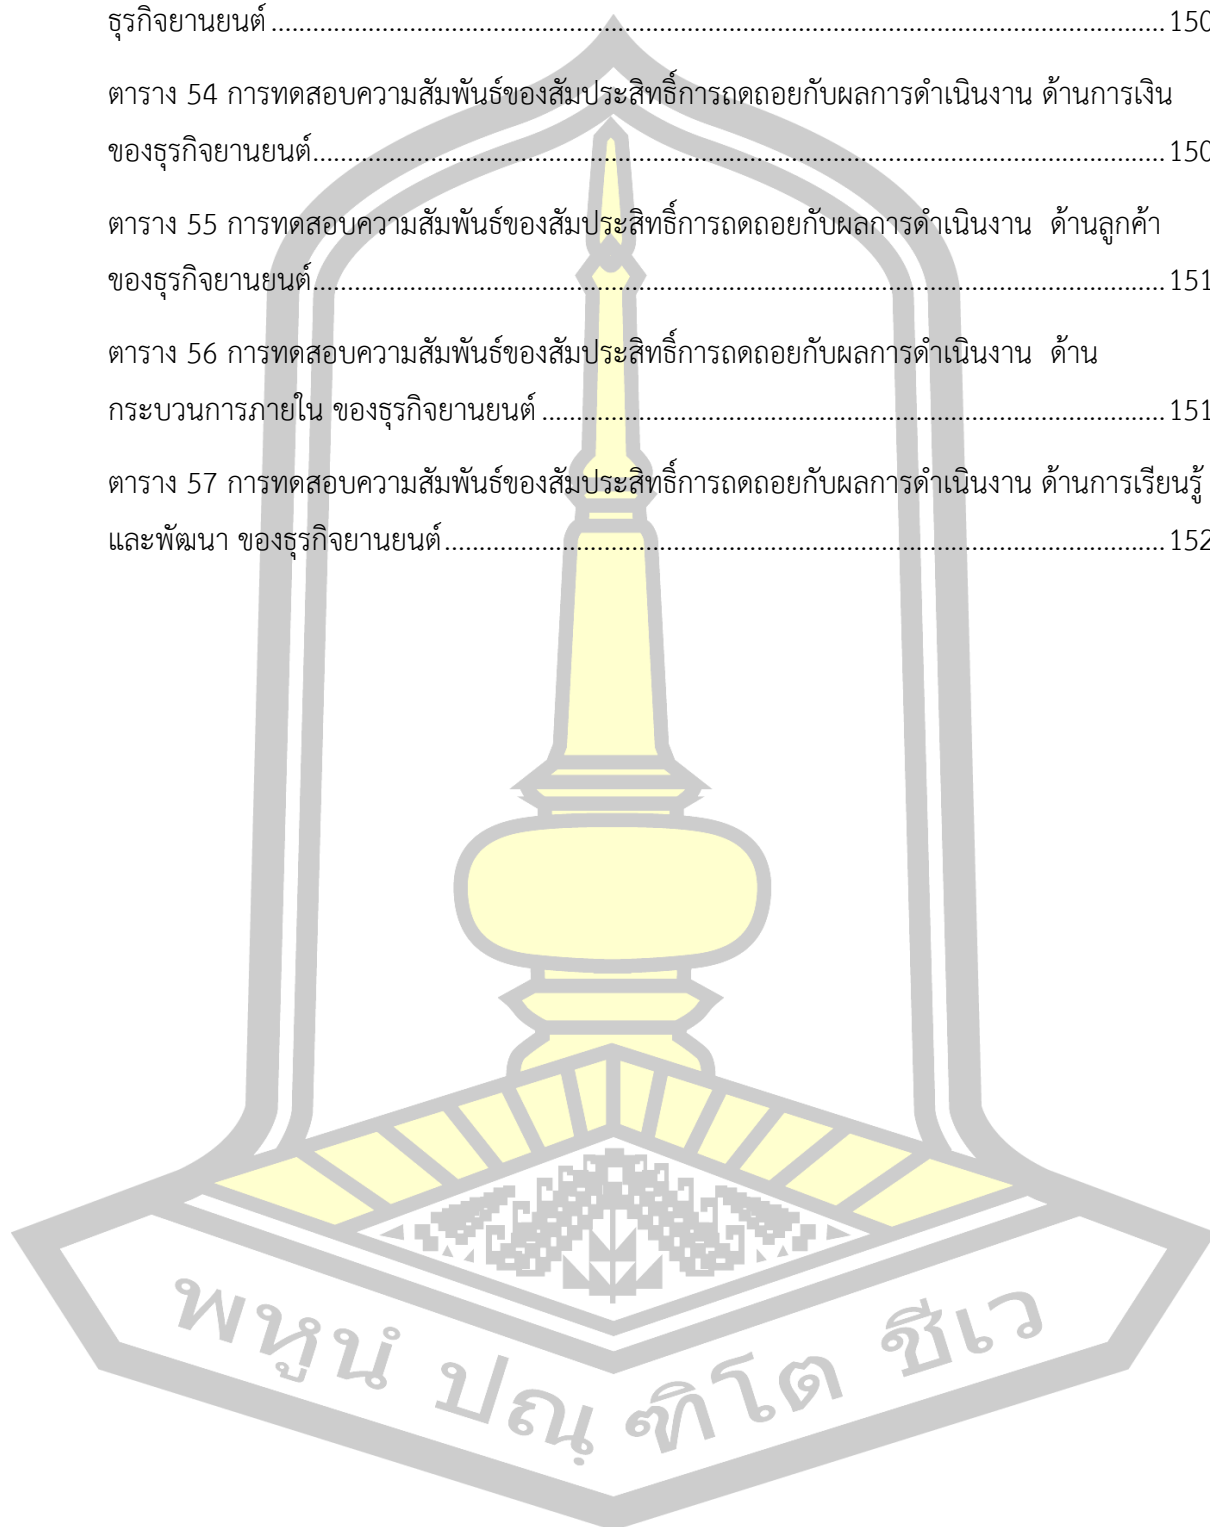 ธุรกิจยานยนต์ 150
ตาราง 54 การทดสอบความสัมพันธ์ของสัมประสิทธิ์การถดถอยกับผลการดำเนินงาน ด้านการเงิน
ของธุรกิจยานยนต์ 150
ตาราง 55 การทดสอบความสัมพันธ์ของสัมประสิทธิ์การถดถอยกับผลการดำเนินงาน ด้านลูกค้า
ของธุรกิจยานยนต์ 151
ตาราง 56 การทดสอบความสัมพันธ์ของสัมประสิทธิ์การถดถอยกับผลการดำเนินงาน ด้าน
กระบวนการภายใน ของธุรกิจยานยนต์ 151
ตาราง 57 การทดสอบความสัมพันธ์ของสัมประสิทธิ์การถดถอยกับผลการดำเนินงาน ด้านการเรียนรู้
และพัฒนา ของธุรกิจยานยนต์ 152
พหูนํ ปณฺฑิโต ชีเว